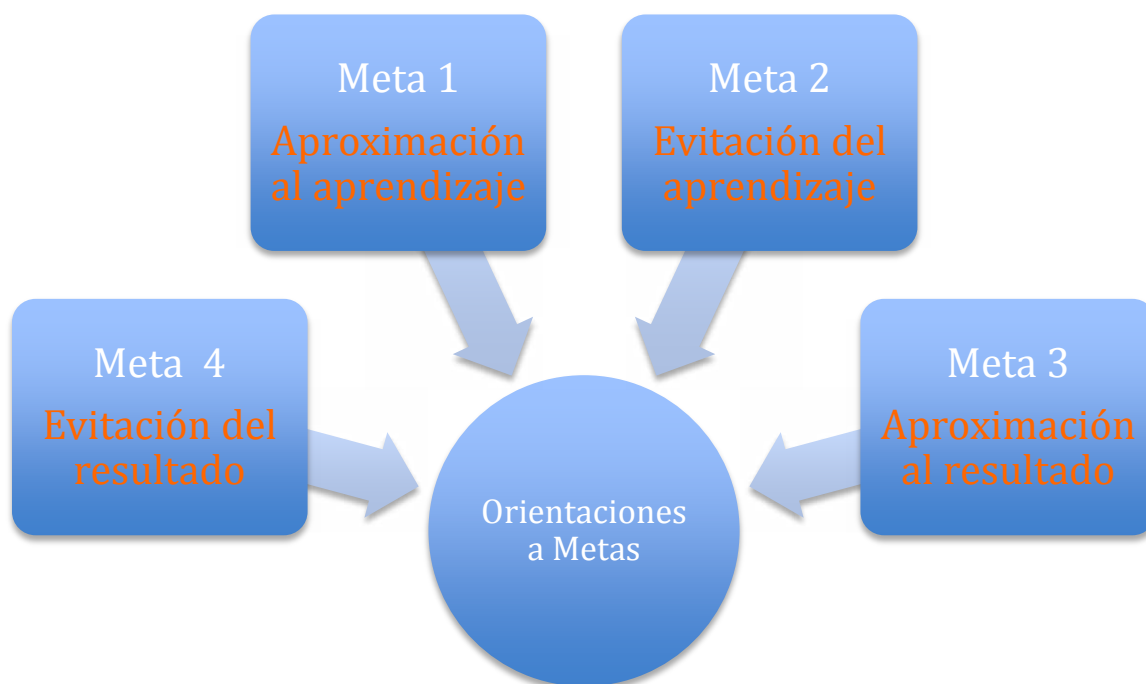 Meta 1
Aproximación
al aprendizaje
Meta 2
Evitación del
aprendizaje
Meta 4
Evitación del
resultado
Meta 3
Aproximación
al resultado
Orientaciones
a Metas